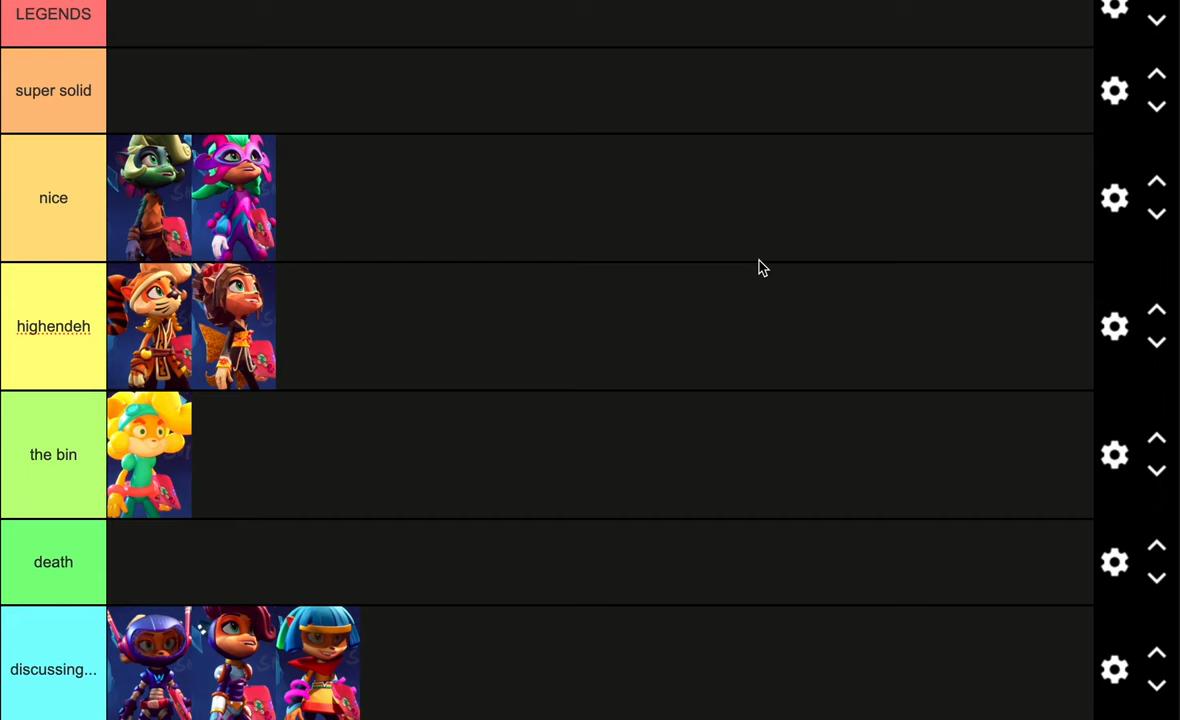 LEGENDS
super solid
nice
highendeh
the bin
death
discussing...